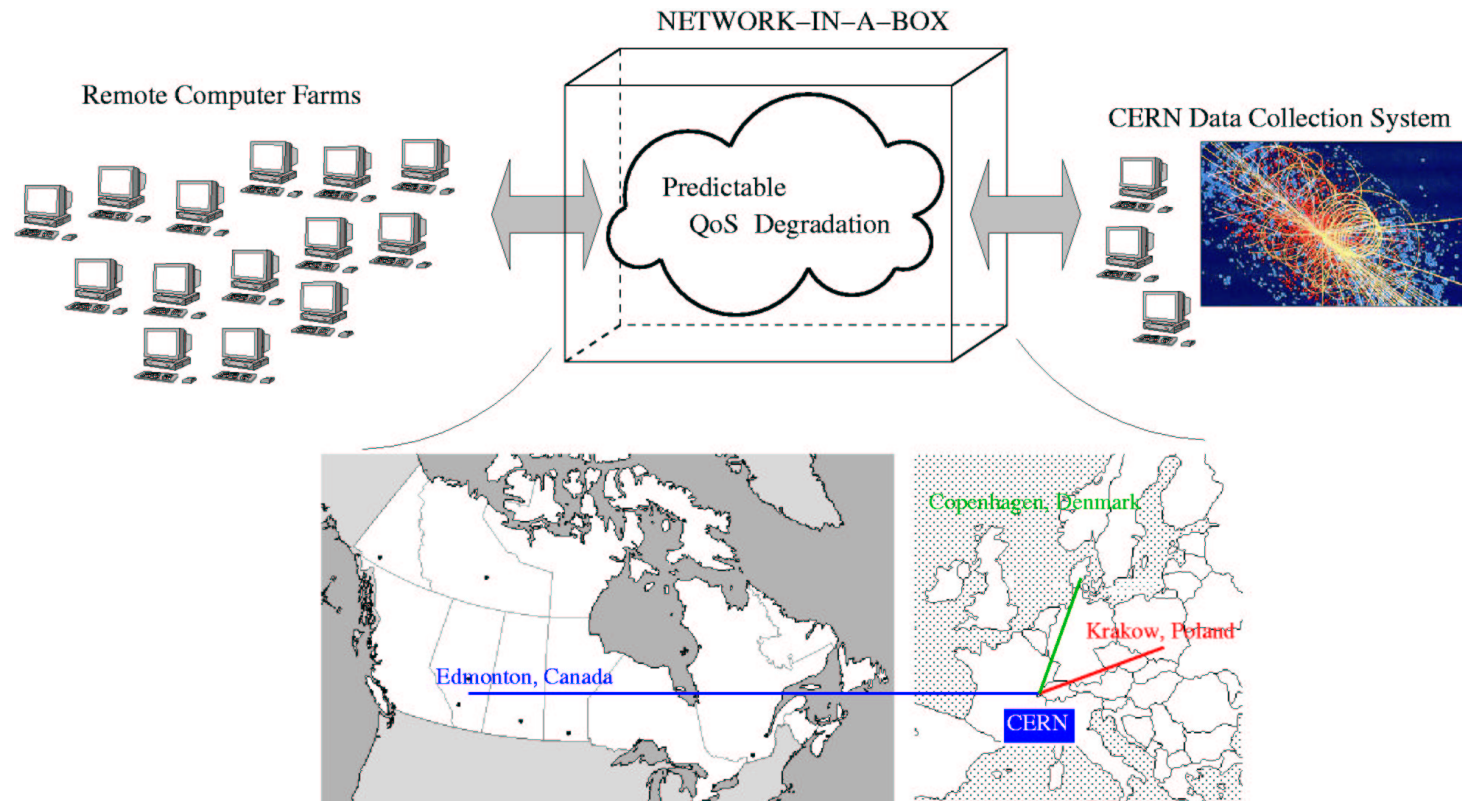 NETWORK–IN–A–BOX
Remote Computer Farms
CERN Data Collection System
Predictable
QoS Degradation
Copenhagen, Denmark
Krakow, Poland
Edmonton, Canada
CERN